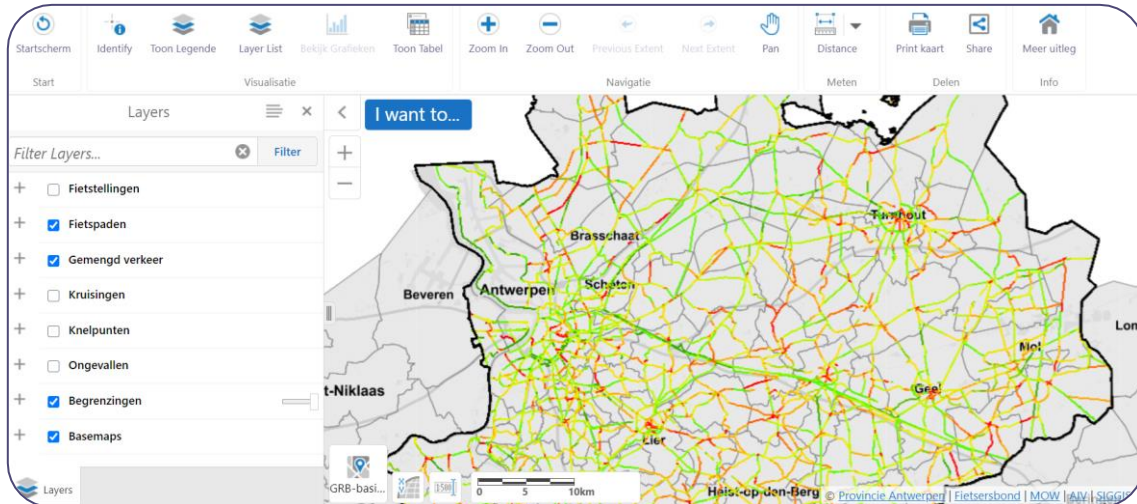 Startscherm Identify Toon Legende Layer List Bekijk Grafieken Toon Tabel Zoom In Zoom Out Previous Extent Next Extent Pan Distance Print kaart Share Meer uitleg
Start Visualisatie Navigatie Meten Delen Info
Layers
I want to...
Filter Layers... Filter
Fietstellingen
Fietspaden
Gemengd verkeer
Kruisingen
Knelpunten
Ongevallen
Begrenzingen
Basemaps
Layers
Turnhout
Brasschaat
Schoten
Beveren Antwerpen
Mol
t-Niklaas
Geel
Lier
GRB-basi...
0 5 10km
Heist-op-den-Berg
© Provincie Antwerpen | Fietsersbond | MOW | AIV | SIGGI